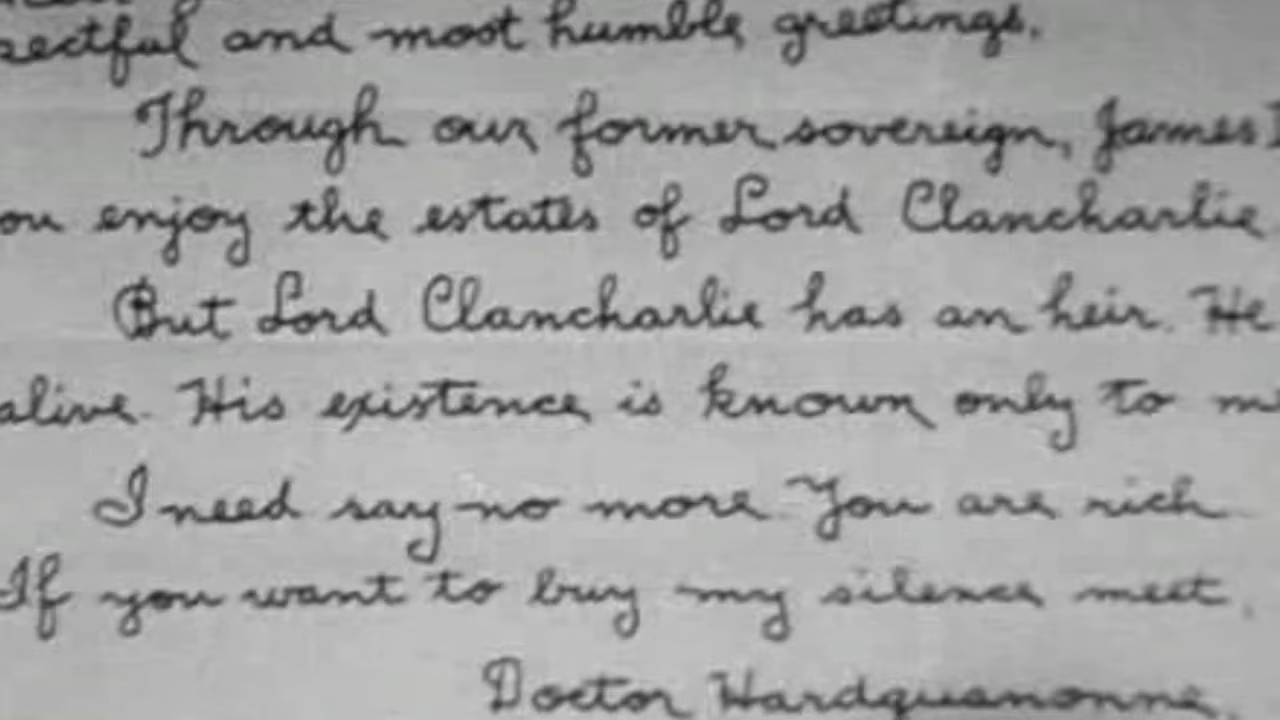 sectful and most humble greetings.
Through our former sovereign, James
ou enjoy the estates of Lord Clancharlie
But Lord Clancharlie has an heir. He
alive. His existence is known only to m
I need say no more You are rich
If you want to buy my silence meet,
Doctor Hardquanonne.